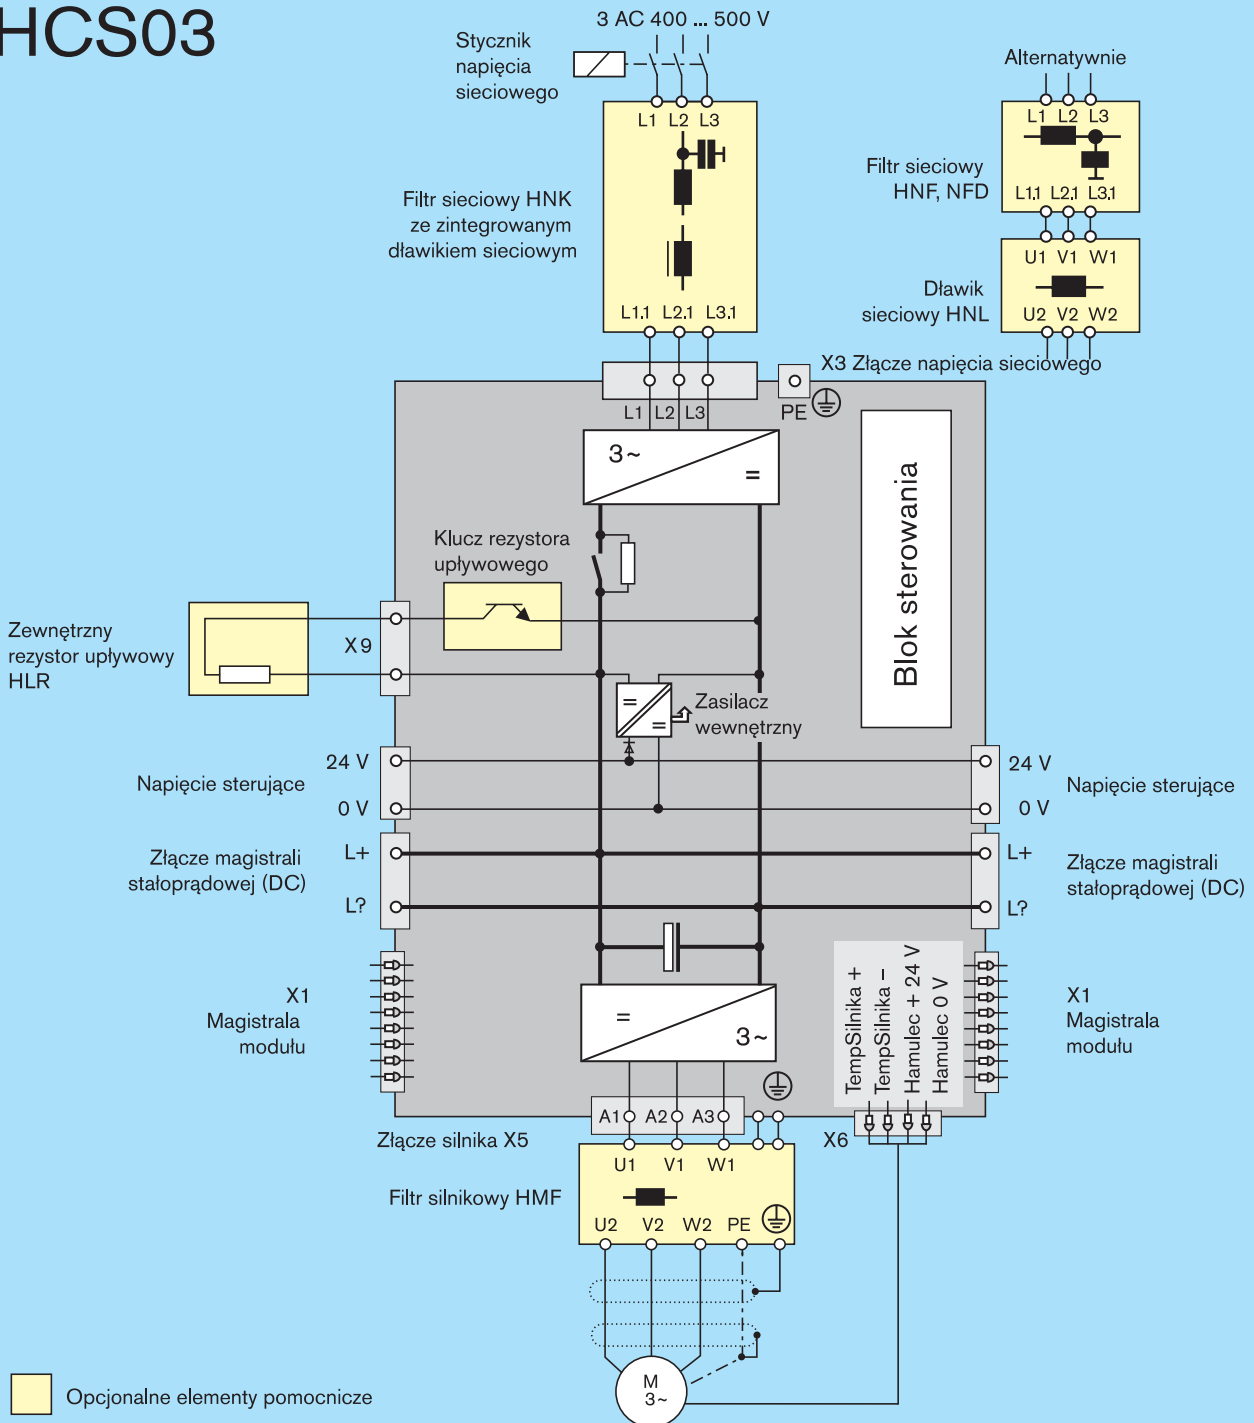 HCS03
3 AC 400 ... 500 V
Stycznik
napięcia
sieciowego
Alternatywnie
L1 L2 L3
L1 L2 L3
Filtr sieciowy
HNF, NFD
L1.1 L2.1 L3.1
Filtr sieciowy HNK
ze zintegrowanym
dławikiem sieciowym
U1 V1 W1
Dławik
sieciowy HNL
U2 V2 W2
L1.1 L2.1 L3.1
X3 Złącze napięcia sieciowego
L1 L2 L3
PE
3~
=
Blok sterowania
Klucz rezystora
upływowego
Zewnętrzny
rezystor upływowy
HLR
X9
=
=
Zasilacz
wewnętrzny
24 V
Napięcie sterujące
0 V
24 V
Napięcie sterujące
0 V
L+
Złącze magistrali
stałoprądowej (DC)
L?
L+
Złącze magistrali
stałoprądowej (DC)
L?
X1
Magistrala
modułu
=
3~
TempSilnika +
TempSilnika –
Hamulec + 24 V
Hamulec 0 V
X1
Magistrala
modułu
A1 A2 A3
Złącze silnika X5
X6
U1 V1 W1
Filtr silnikowy HMF
U2 V2 W2 PE
M
3~
Opcjonalne elementy pomocnicze